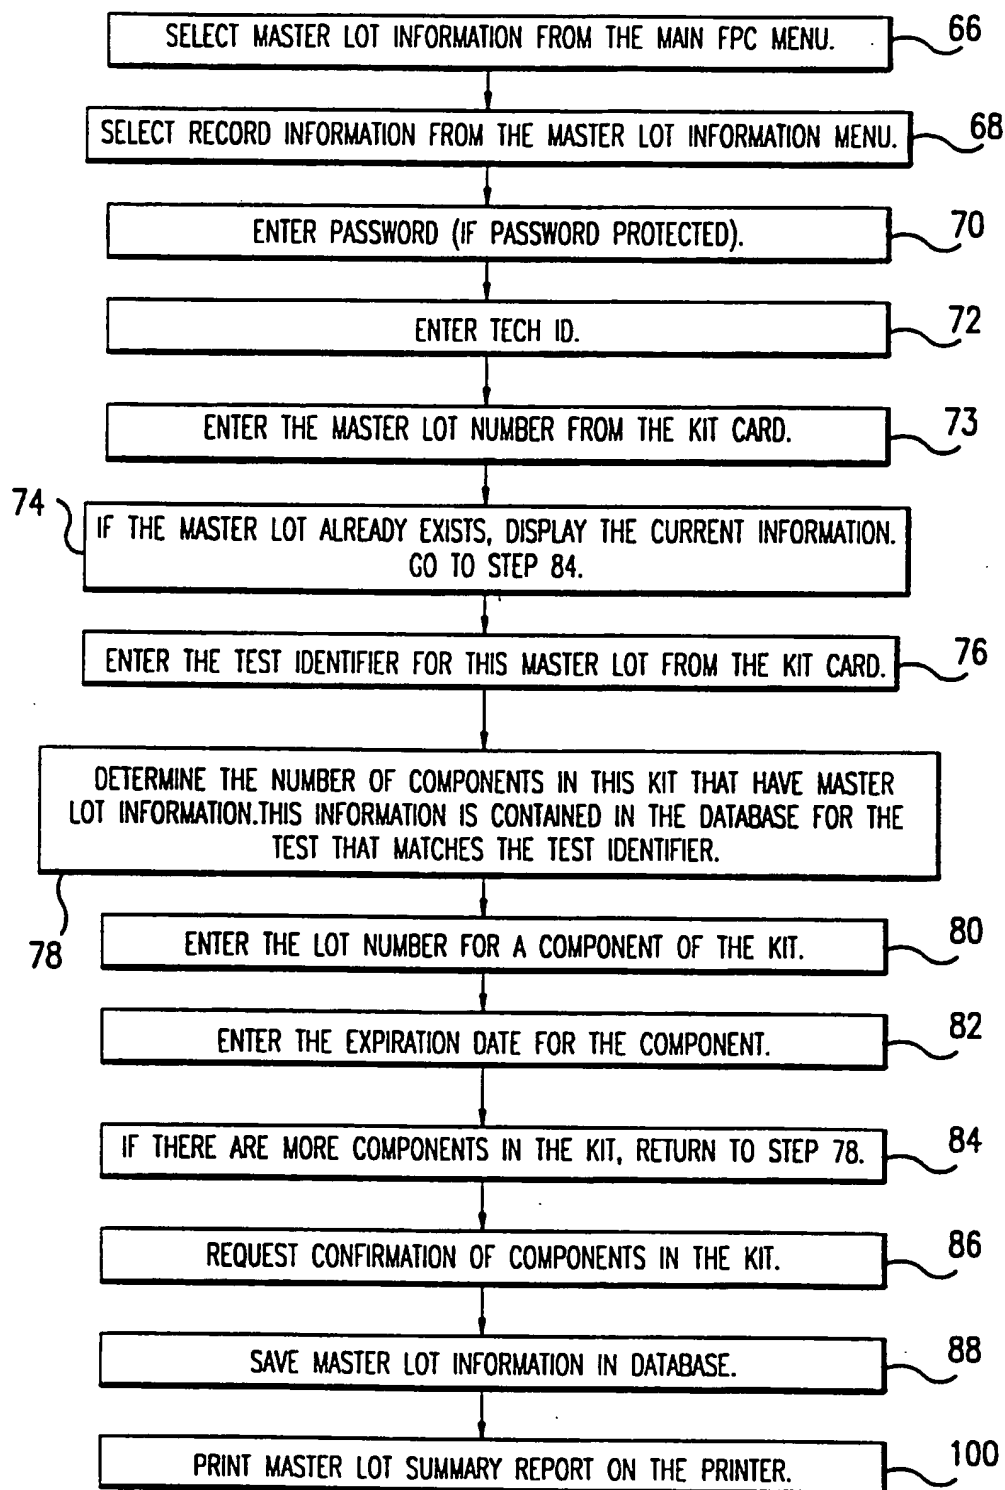 SELECT MASTER LOT INFORMATION FROM THE MAIN FPC MENU.
66
SELECT RECORD INFORMATION FROM THE MASTER LOT INFORMATION MENU.
68
ENTER PASSWORD (IF PASSWORD PROTECTED).
70
ENTER TECH ID.
72
ENTER THE MASTER LOT NUMBER FROM THE KIT CARD.
73
74
IF THE MASTER LOT ALREADY EXISTS, DISPLAY THE CURRENT INFORMATION.
GO TO STEP 84.
ENTER THE TEST IDENTIFIER FOR THIS MASTER LOT FROM THE KIT CARD.
76
DETERMINE THE NUMBER OF COMPONENTS IN THIS KIT THAT HAVE MASTER
LOT INFORMATION.THIS INFORMATION IS CONTAINED IN THE DATABASE FOR THE
TEST THAT MATCHES THE TEST IDENTIFIER.
78
ENTER THE LOT NUMBER FOR A COMPONENT OF THE KIT.
80
ENTER THE EXPIRATION DATE FOR THE COMPONENT.
82
IF THERE ARE MORE COMPONENTS IN THE KIT, RETURN TO STEP 78.
84
REQUEST CONFIRMATION OF COMPONENTS IN THE KIT.
86
SAVE MASTER LOT INFORMATION IN DATABASE.
88
PRINT MASTER LOT SUMMARY REPORT ON THE PRINTER.
100